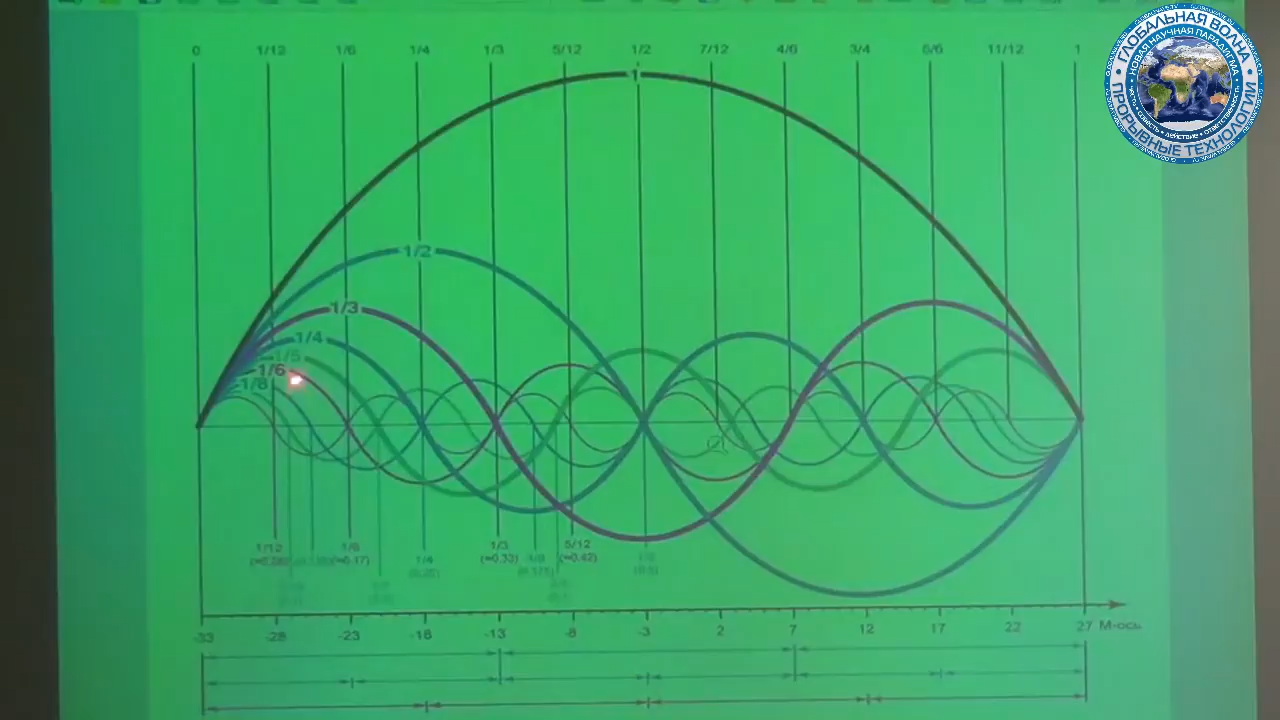 0 1/12 1/6 1/4 1/3 5/12 1/2 7/12 4/6 3/4 11/12 1
ГЛОБАЛЬНАЯ ВОЛНА
НОВАЯ НАУЧНАЯ ПАРАДИГМА
ДЕЙСТВИЕ • ОТВЕТСТВЕННОСТЬ
ПРОРЫВНЫЕ ТЕХНОЛОГИИ
1
1/2
1/3
1/4
1/5
1/6
1/8
1/12 1/6 1/4 1/3 5/12
(=0.17) (0.25) (=0.33) (=0.42) (0.5)
-33 -28 -23 -18 -13 -8 -3 2 7 12 17 22 27 М-ось